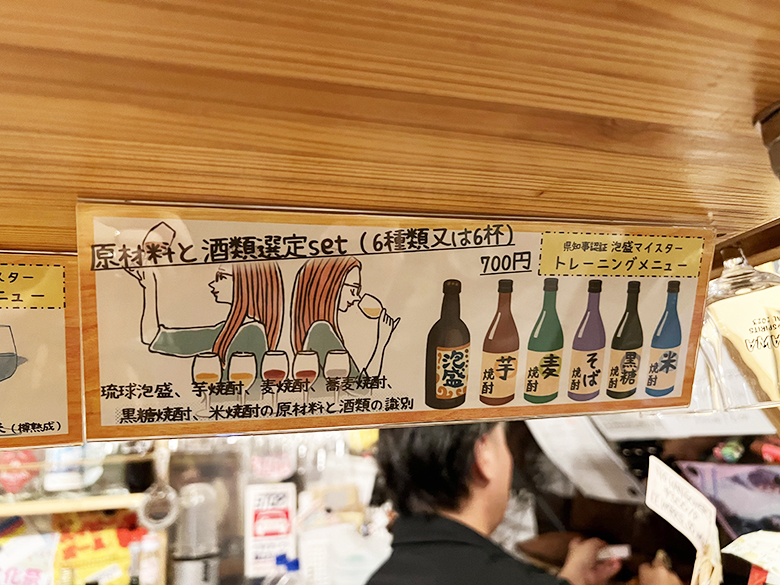 原材料と酒類選定set(6種類又は6杯)
700円
県知事認証 泡盛マイスター
トレーニングメニュー
泡盛
芋
焼酎
麦
焼酎
そば
焼酎
黒糖
焼酎
米
焼酎
琉球泡盛、芋焼酎、麦焼酎、蕎麦焼酎、
黒糖焼酎、米焼酎の原材料と酒類の識別
スター
ニュー
(樽熟成)
2023